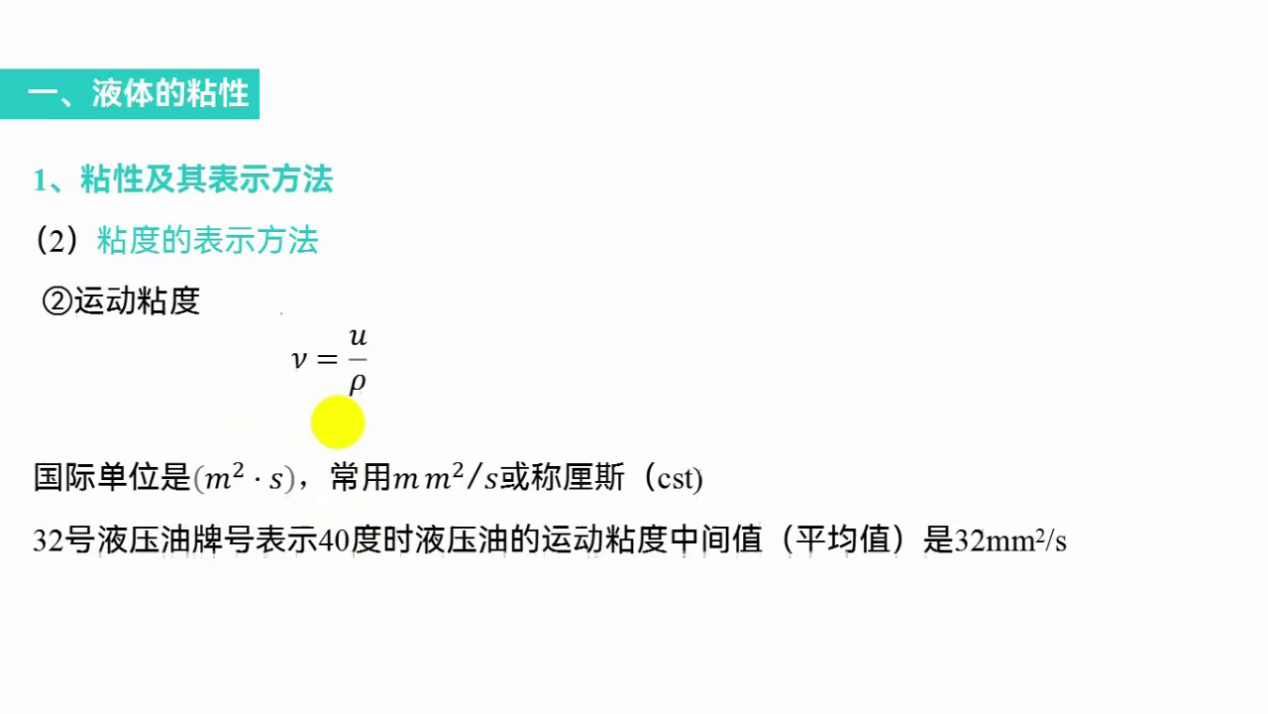 一、液体的粘性
1、粘性及其表示方法
（2）粘度的表示方法
②运动粘度
ν = u/ρ
国际单位是(m²·s)，常用m m²/s或称厘斯（cst)
32号液压油牌号表示40度时液压油的运动粘度中间值（平均值）是32mm²/s